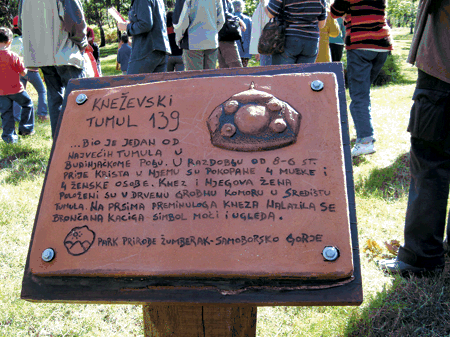 KNEŽEVSKI
TUMUL 139
...BIO JE JEDAN OD
NAJVEĆIH TUMULA U
BUDINJAČKOME POLJU. U RAZDOBLJU OD 8-6 ST.
PRIJE KRISTA U NJEMU SU POKOPANE 4 MUŠKE I
4 ŽENSKE OSOBE. KNEZ I NJEGOVA ŽENA
POLOŽENI SU U DRVENU GROBNU KOMORU U SREDIŠTU
TUMULA. NA PRSIMA PREMINULOGA KNEZA NALAZILA SE
BRONČANA KACIGA-SIMBOL MOĆI I UGLEDA.
PARK PRIRODE ŽUMBERAK-SAMOBORSKO GORJE